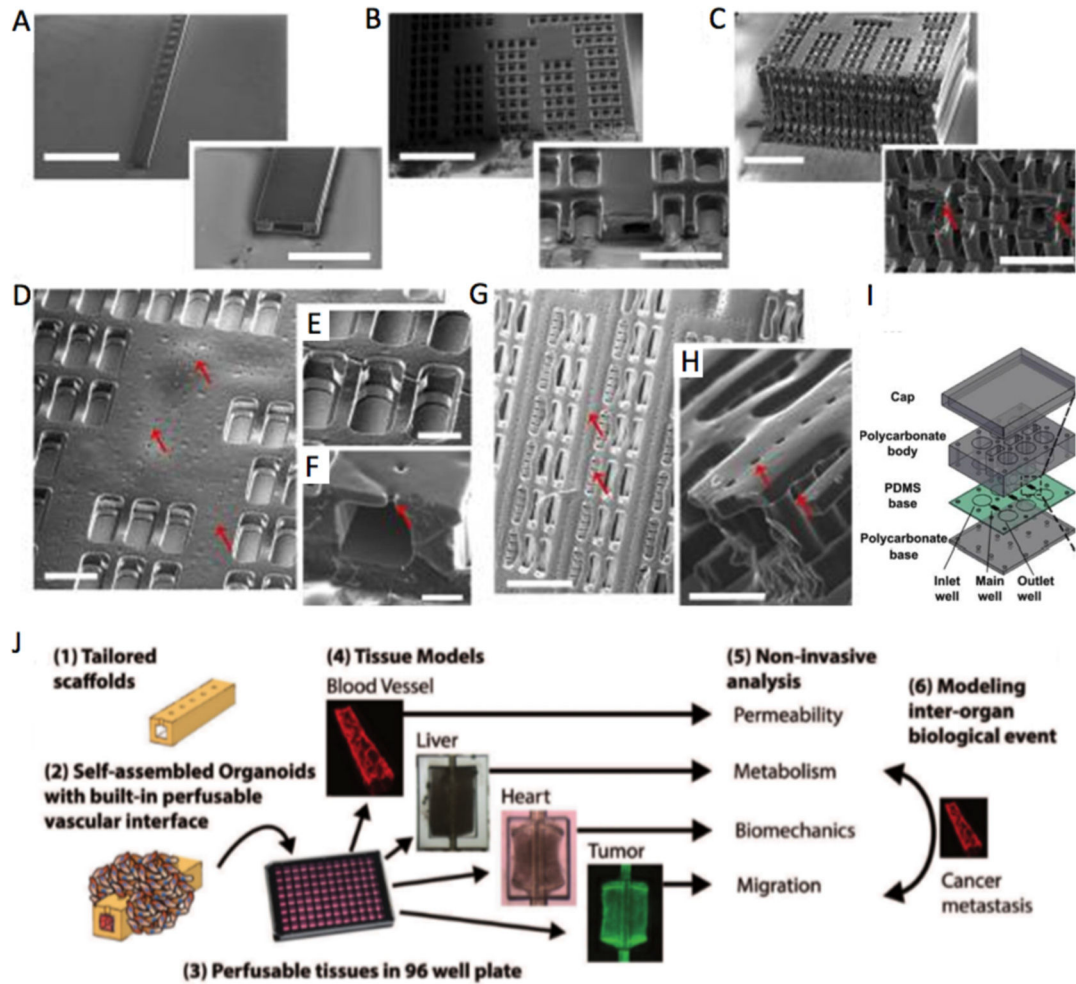 A
B
C
D
E
F
G
H
I
Cap
Polycarbonate
body
PDMS
base
Polycarbonate
base
Inlet
well
Main
well
Outlet
well
J
(1) Tailored
scaffolds
(2) Self-assembled Organoids
with built-in perfusable
vascular interface
(3) Perfusable tissues in 96 well plate
(4) Tissue Models
Blood Vessel
Liver
Heart
Tumor
(5) Non-invasive
analysis
Permeability
Metabolism
Biomechanics
Migration
(6) Modeling
inter-organ
biological event
Cancer
metastasis